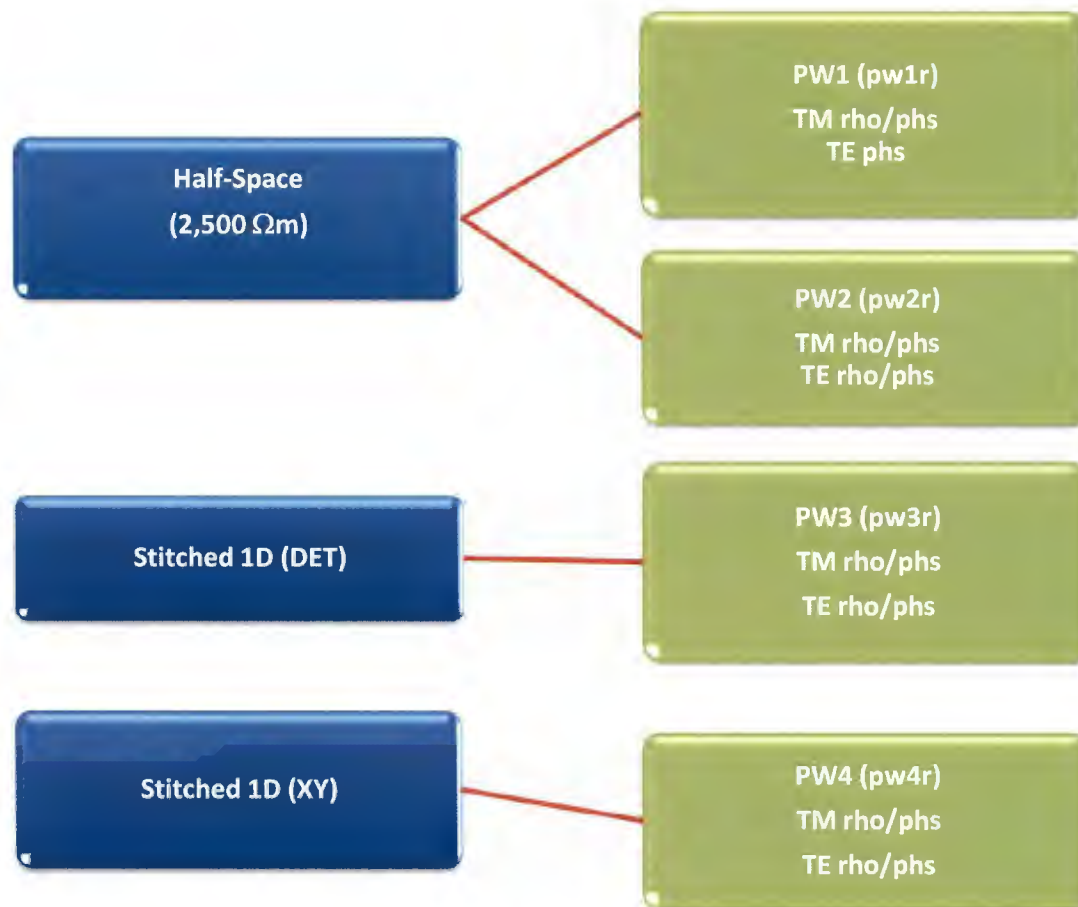 Half-Space
(2,500 Ωm)
PW1 (pw1r)
TM rho/phs
TE phs
PW2 (pw2r)
TM rho/phs
TE rho/phs
Stitched 1D (DET)
PW3 (pw3r)
TM rho/phs
TE rho/phs
Stitched 1D (XY)
PW4 (pw4r)
TM rho/phs
TE rho/phs